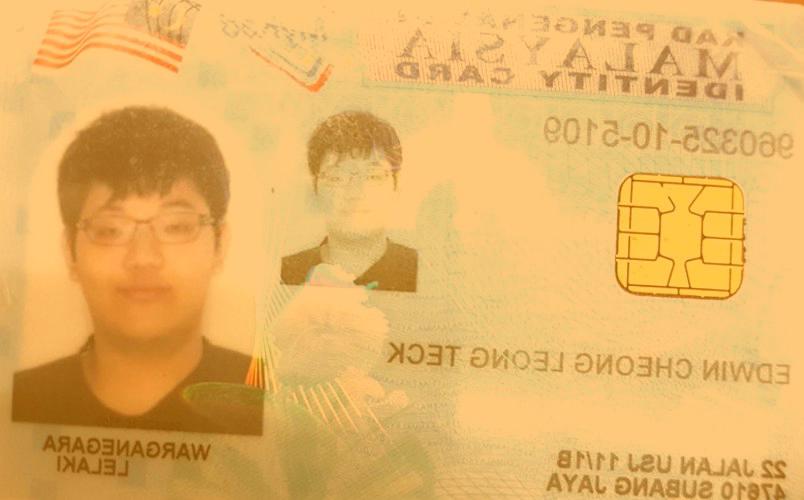 KAD PENGENALAN
MALAYSIA
IDENTITY CARD
960325-10-5109
EDWIN CHEONG LEONG TECK
22 JALAN USJ 11/1B
47610 SUBANG JAYA
WARGANEGARA
LELAKI